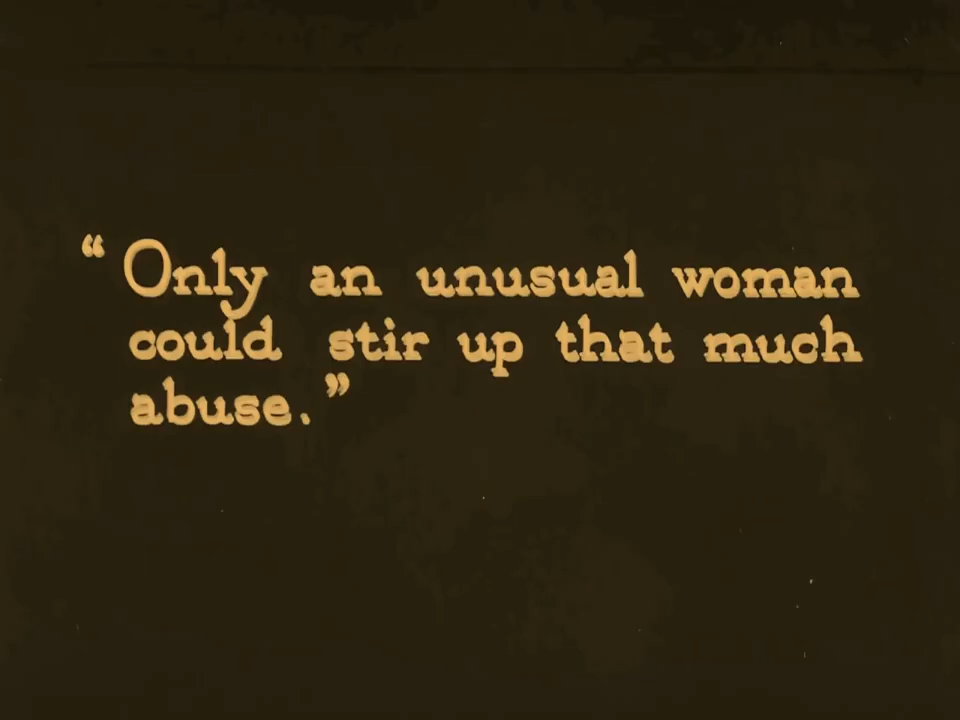 “Only an unusual woman
could stir up that much
abuse.”